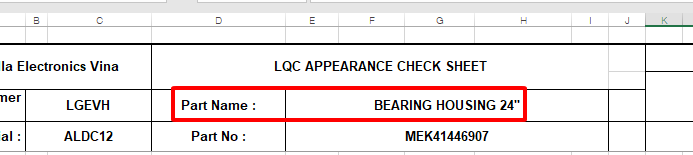 B C D E F G H I J K
la Electronics Vina LQC APPEARANCE CHECK SHEET
mer LGEVH Part Name : BEARING HOUSING 24"
al : ALDC12 Part No : MEK41446907